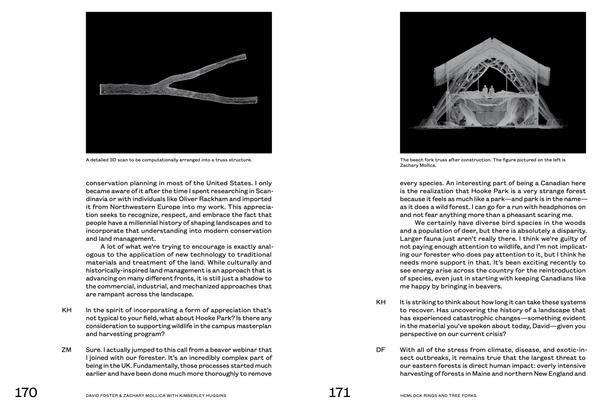 A detailed 3D scan to be computationally arranged into a truss structure.
conservation planning in most of the United States. I only
became aware of it after the time I spent researching in Scan-
dinavia or with individuals like Oliver Rackham and imported
it from Northwestern Europe into my work. This apprecia-
tion seeks to recognize, respect, and embrace the fact that
people have a millennial history of shaping landscapes and to
incorporate that understanding into modern conservation
and land management.
A lot of what we're trying to encourage is exactly anal-
ogous to the application of new technology to traditional
materials and treatment of the land. While culturally and
historically-inspired land management is an approach that is
advancing on many different fronts, it is still just a shadow to
the commercial, industrial, and mechanized approaches that
are rampant across the landscape.
KH In the spirit of incorporating a form of appreciation that's
not typical to your field, what about Hooke Park? Is there any
consideration to supporting wildlife in the campus masterplan
and harvesting program?
ZM Sure. I actually jumped to this call from a beaver webinar that
I joined with our forester. It's an incredibly complex part of
being in the UK. Fundamentally, those processes started much
earlier and have been done much more thoroughly to remove
170 DAVID FOSTER & ZACHARY MOLLICA WITH KIMBERLEY HUGGINS
The beech fork truss after construction. The figure pictured on the left is
Zachary Mollica.
every species. An interesting part of being a Canadian here
is the realization that Hooke Park is a very strange forest
because it feels as much like a park—and park is in the name—
as it does a wild forest. I can go for a run with headphones on
and not fear anything more than a pheasant scaring me.
We certainly have diverse bird species in the woods
and a population of deer, but there is absolutely a disparity.
Larger fauna just aren't really there. I think we're guilty of
not paying enough attention to wildlife, and I'm not implicat-
ing our forester who does pay attention to it, but I think he
needs more support in that. It's been exciting recently to
see energy arise across the country for the reintroduction
of species, even just in starting with keeping Canadians like
me happy by bringing in beavers.
KH It is striking to think about how long it can take these systems
to recover. Has uncovering the history of a landscape that
has experienced catastrophic changes—something evident
in the material you've spoken about today, David—given you
perspective on our current crisis?
DF With all of the stress from climate, disease, and exotic-in-
sect outbreaks, it remains true that the largest threat to
our eastern forests is direct human impact: overly intensive
harvesting of forests in Maine and northern New England and
171 HEMLOCK RINGS AND TREE FORKS